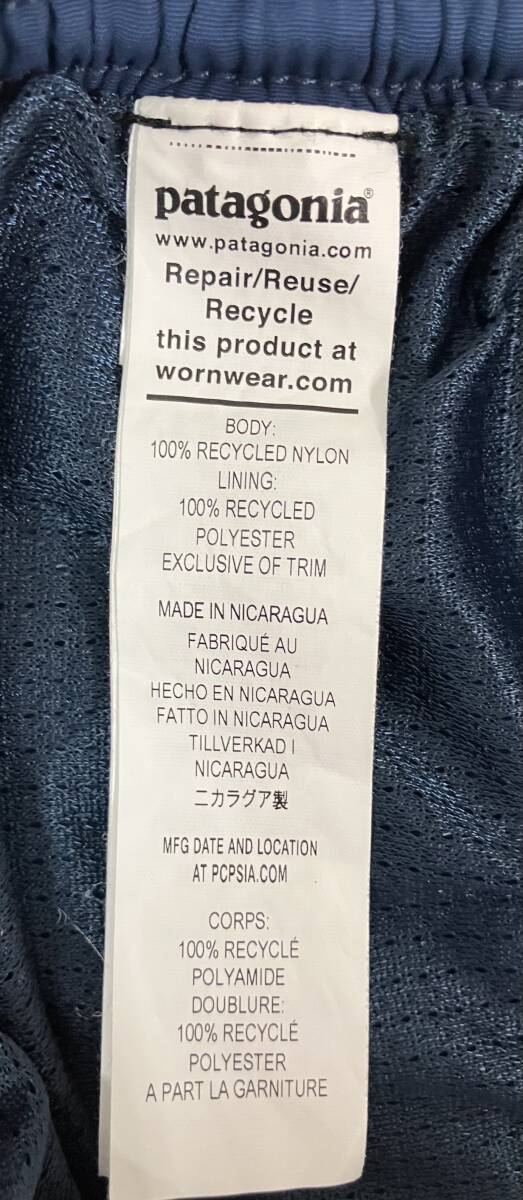 patagonia®
www.patagonia.com
Repair/Reuse/
Recycle
this product at
wornwear.com
BODY:
100% RECYCLED NYLON
LINING:
100% RECYCLED
POLYESTER
EXCLUSIVE OF TRIM
MADE IN NICARAGUA
FABRIQUÉ AU
NICARAGUA
HECHO EN NICARAGUA
FATTO IN NICARAGUA
TILLVERKAD I
NICARAGUA
ニカラグア製
MFG DATE AND LOCATION
AT PCPSIA.COM
CORPS:
100% RECYCLÉ
POLYAMIDE
DOUBLURE:
100% RECYCLÉ
POLYESTER
A PART LA GARNITURE